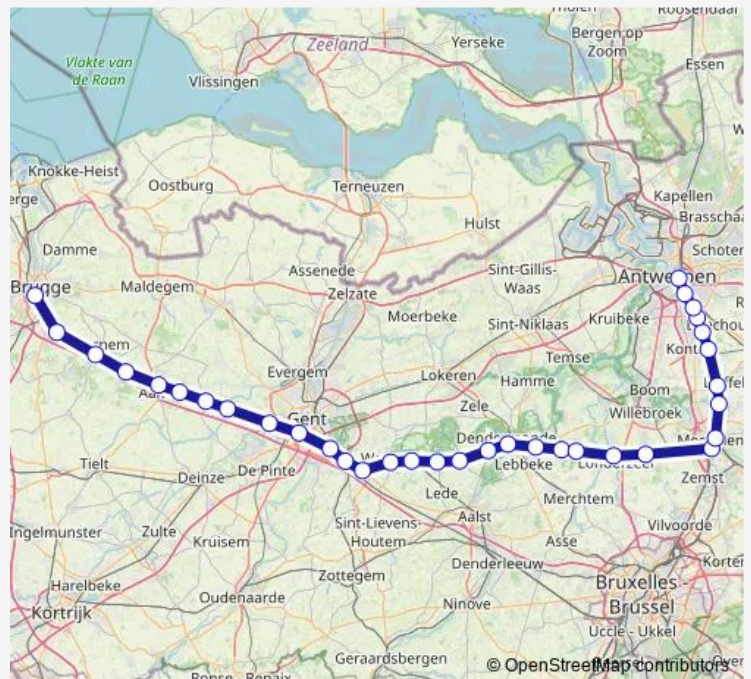 Roosendaal
Bergen op
Zoom
Yerseke
Zeeland
Essen
Vlakte van
de Raan
Vlissingen
Knokke-Heist
Oostburg
Terneuzen
Kapellen
Hulst
Damme
Assenede
Sint-Gillis-
Waas
Maldegem
Zelzate
Moerbeke
Sint-Niklaas
Kruibeke
Temse
Evergem
Lokeren
Hamme
Boom
Zele
Willebroek
Gent
Tielt
Deinze
De Pinte
Lebbeke
Zemst
Lede
Merchtem
Aalst
Ingelmunster
Zulte
Kruisem
Sint-Lievens-
Houtem
Asse
Vilvoorde
Denderleeuw
Zottegem
Harelbeke
Oudenaarde
Ninove
Bruxelles -
Brussel
Kortrijk
Uccle - Ukkel
Geraardsbergen
© OpenStreetMap contributors